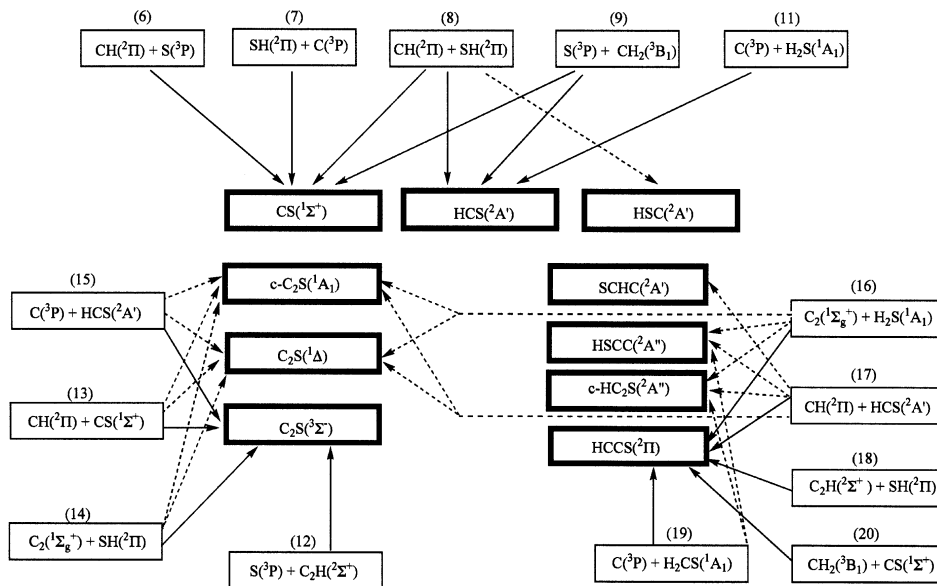 (6)
(7)
(8)
(9)
(11)
CH(²Π) + S(³P)
SH(²Π) + C(³P)
CH(²Π) + SH(²Π)
S(³P) + CH₂(³B₁)
C(³P) + H₂S(¹A₁)
CS(¹Σ⁺)
HCS(²A')
HSC(²A')
(15)
C(³P) + HCS(²A')
c-C₂S(¹A₁)
SCHC(²A')
(16)
C₂(¹Σg⁺) + H₂S(¹A₁)
C₂S(¹Δ)
HSCC(²A")
c-HC₂S(²A")
(13)
CH(²Π) + CS(¹Σ⁺)
(17)
CH(²Π) + HCS(²A')
C₂S(³Σ⁻)
HCCS(²Π)
(18)
C₂H(²Σ⁺) + SH(²Π)
(14)
C₂(¹Σg⁺) + SH(²Π)
(12)
S(³P) + C₂H(²Σ⁺)
(19)
C(³P) + H₂CS(¹A₁)
(20)
CH₂(³B₁) + CS(¹Σ⁺)